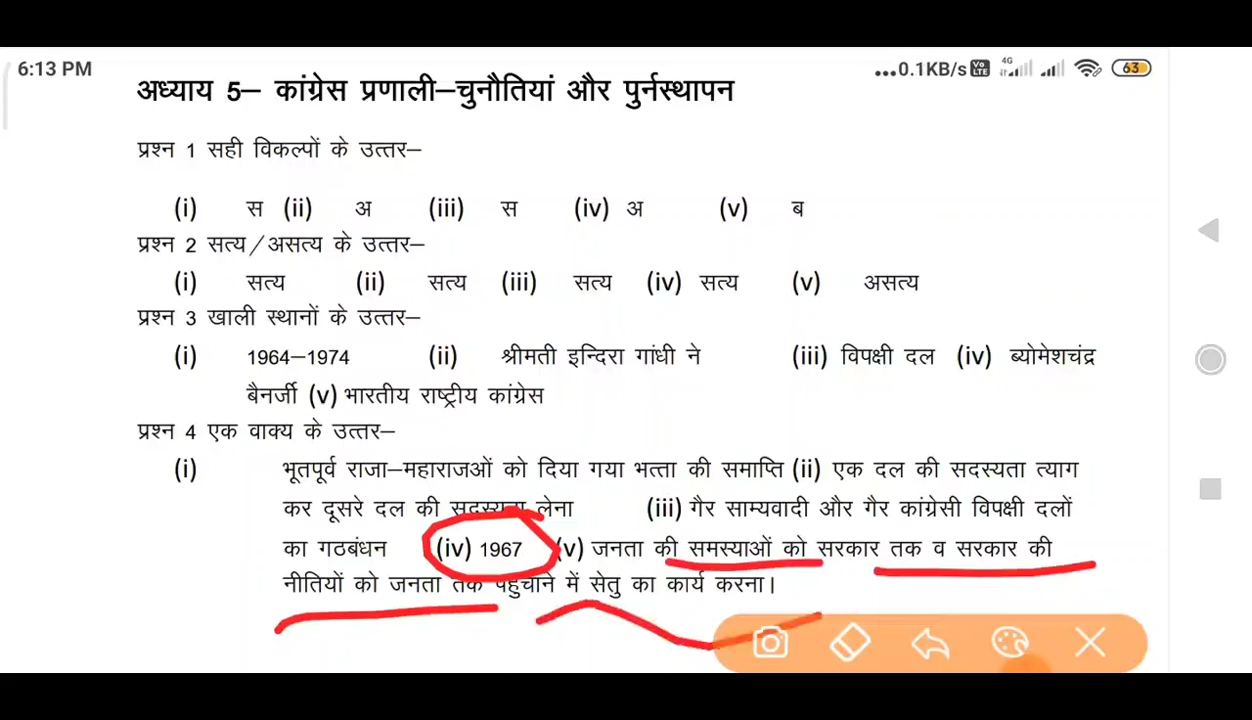 6:13 PM ...0.1KB/s Vo LTE 4G 63
अध्याय 5– कांग्रेस प्रणाली–चुनौतियां और पुर्नस्थापन
प्रश्न 1 सही विकल्पों के उत्तर–
(i) स (ii) अ (iii) स (iv) अ (v) ब
प्रश्न 2 सत्य/असत्य के उत्तर–
(i) सत्य (ii) सत्य (iii) सत्य (iv) सत्य (v) असत्य
प्रश्न 3 खाली स्थानों के उत्तर–
(i) 1964–1974 (ii) श्रीमती इन्दिरा गांधी ने (iii) विपक्षी दल (iv) ब्योमेशचंद्र
बैनर्जी (v) भारतीय राष्ट्रीय कांग्रेस
प्रश्न 4 एक वाक्य के उत्तर–
(i) भूतपूर्व राजा–महाराजओं को दिया गया भत्ता की समाप्ति (ii) एक दल की सदस्यता त्याग
कर दूसरे दल की सदस्यता लेना (iii) गैर साम्यवादी और गैर कांग्रेसी विपक्षी दलों
का गठबंधन (iv) 1967 (v) जनता की समस्याओं को सरकार तक व सरकार की
नीतियों को जनता तक पहुंचाने में सेतु का कार्य करना।